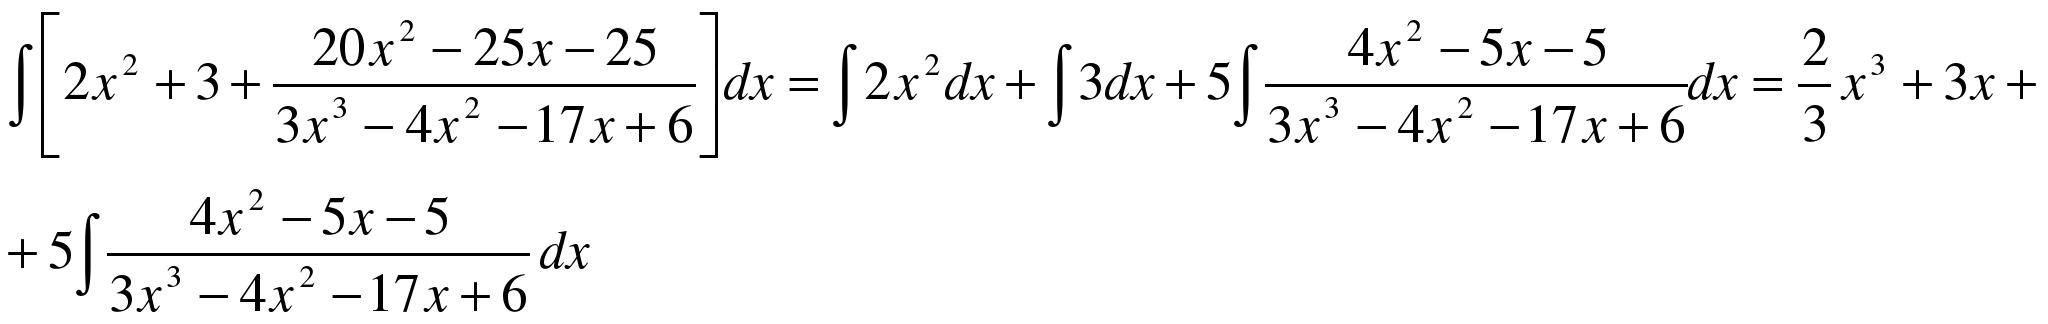 ∫[2x² + 3 + (20x² − 25x − 25)/(3x³ − 4x² − 17x + 6)]dx = ∫2x²dx + ∫3dx + 5∫(4x² − 5x − 5)/(3x³ − 4x² − 17x + 6)dx = 2/3 x³ + 3x +
+ 5∫(4x² − 5x − 5)/(3x³ − 4x² − 17x + 6) dx